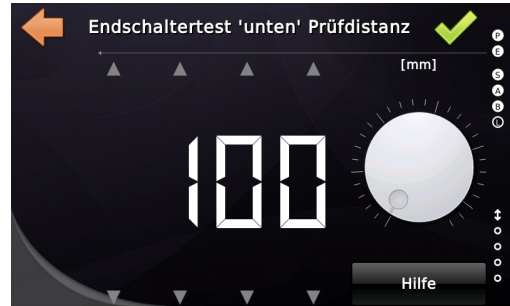 Endschaltertest 'unten' Prüfdistanz
[mm]
100
Hilfe
P
E
S
A
B
L